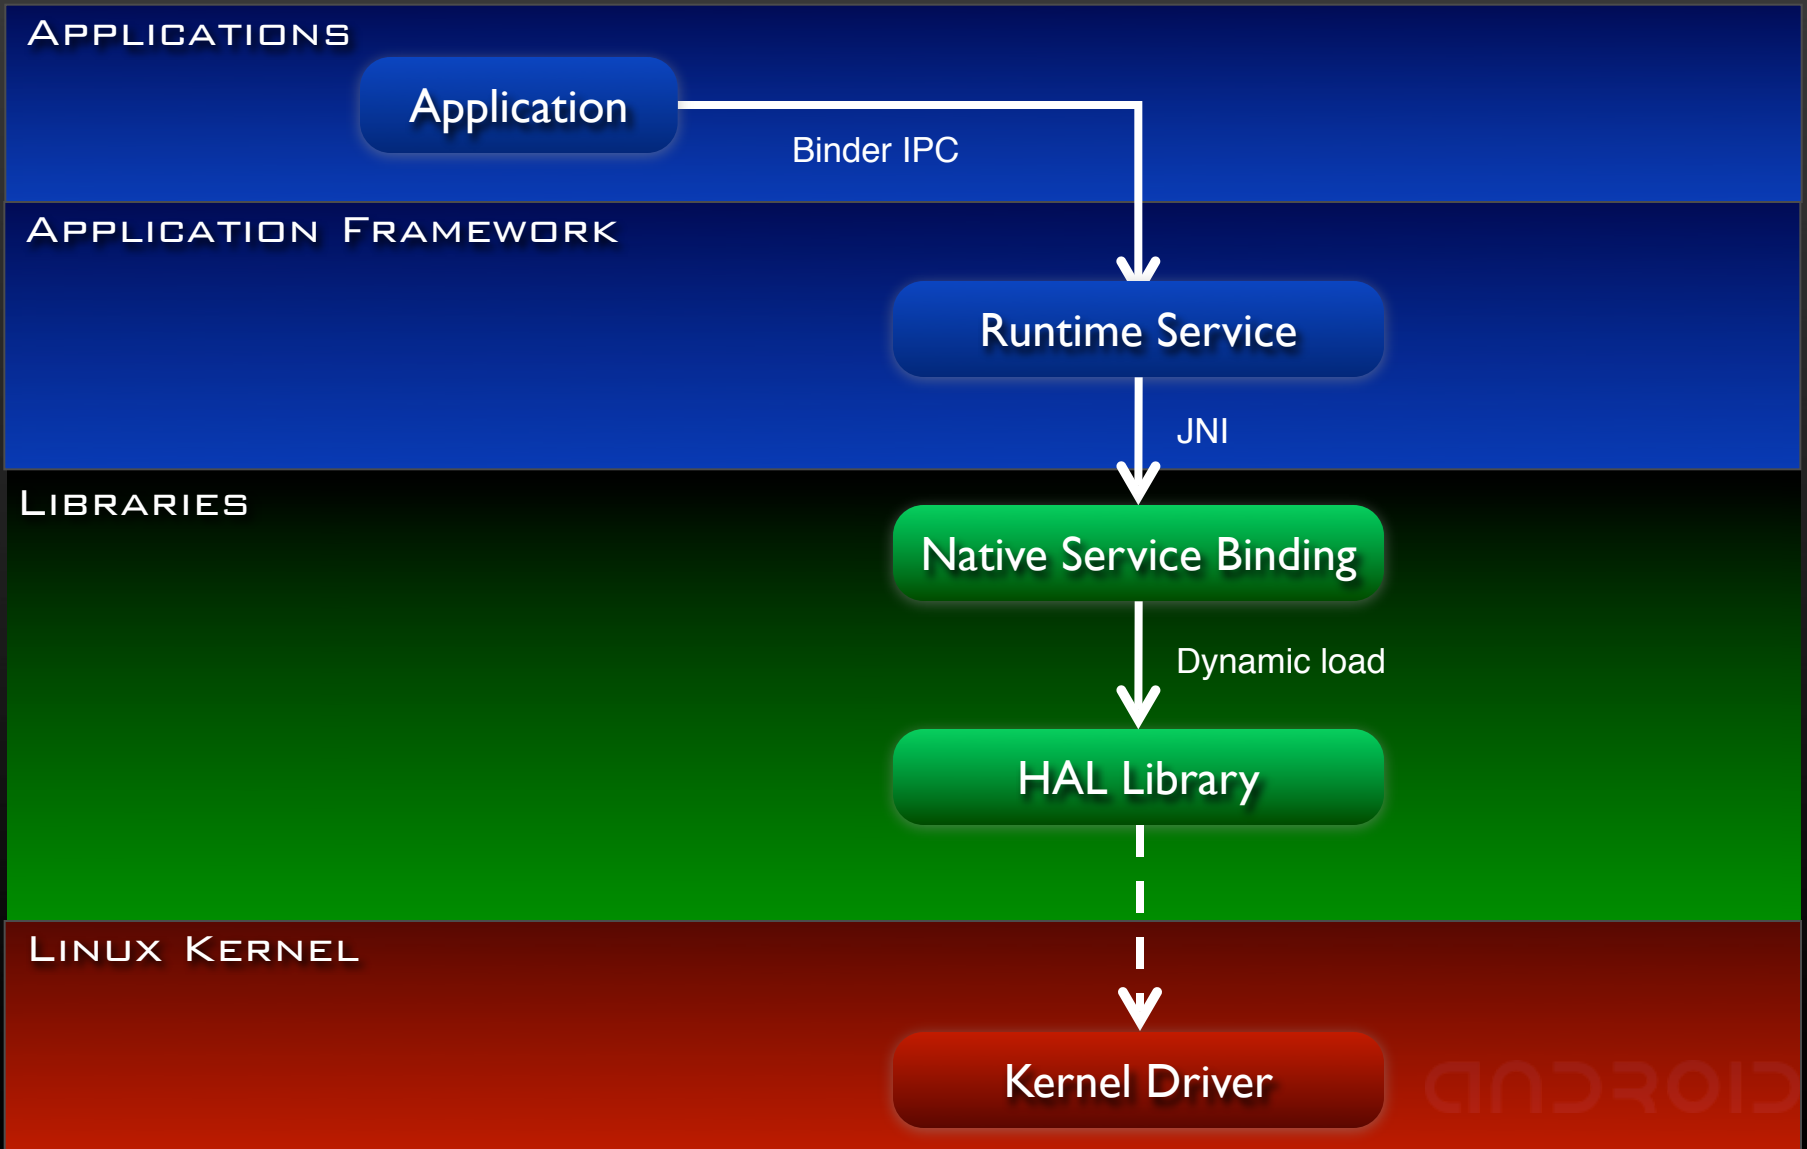 APPLICATIONS
Application
Binder IPC
APPLICATION FRAMEWORK
Runtime Service
JNI
LIBRARIES
Native Service Binding
Dynamic load
HAL Library
LINUX KERNEL
Kernel Driver
ANDROID